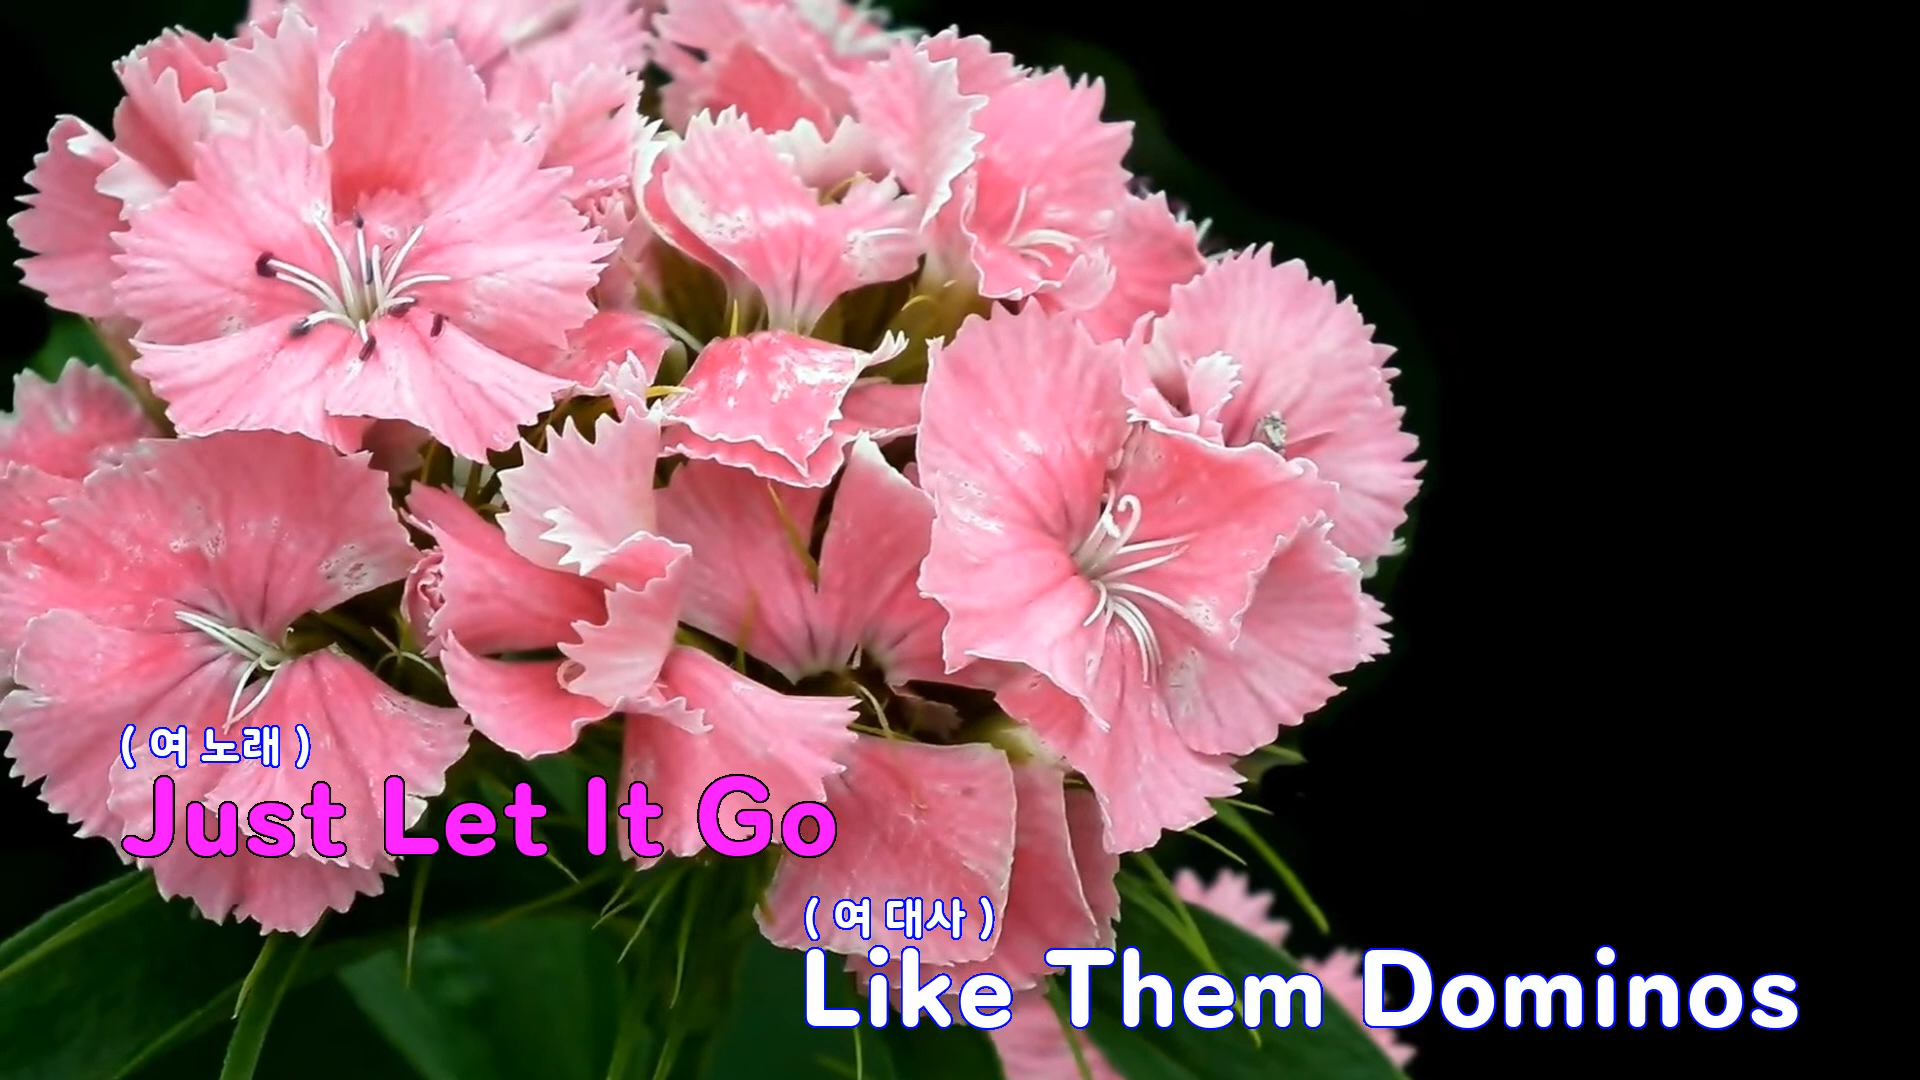 ( 여 노래 )
Just Let It Go
( 여 대사 )
Like Them Dominos